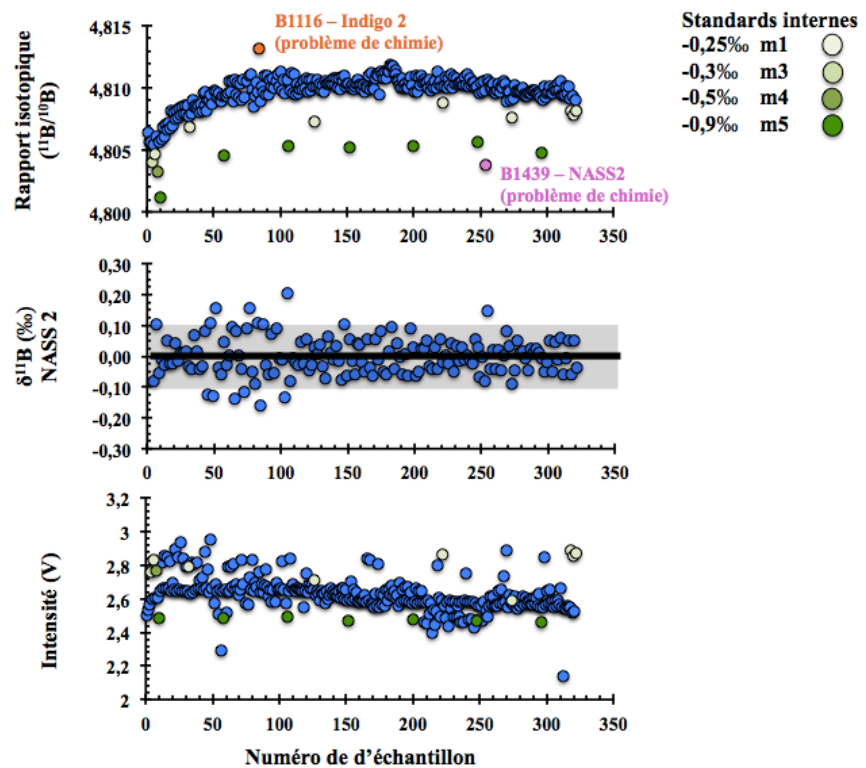 B1116 – Indigo 2
(problème de chimie)
Standards internes
-0,25‰ m1
-0,3‰ m3
-0,5‰ m4
-0,9‰ m5
Rapport isotopique
(¹¹B/¹⁰B)
4,815
4,810
4,805
4,800
B1439 – NASS2
(problème de chimie)
0 50 100 150 200 250 300 350
δ¹¹B (‰)
NASS 2
0,30
0,20
0,10
0,00
-0,10
-0,20
-0,30
0 50 100 150 200 250 300 350
Intensité (V)
3,2
3
2,8
2,6
2,4
2,2
2
0 50 100 150 200 250 300 350
Numéro de d'échantillon